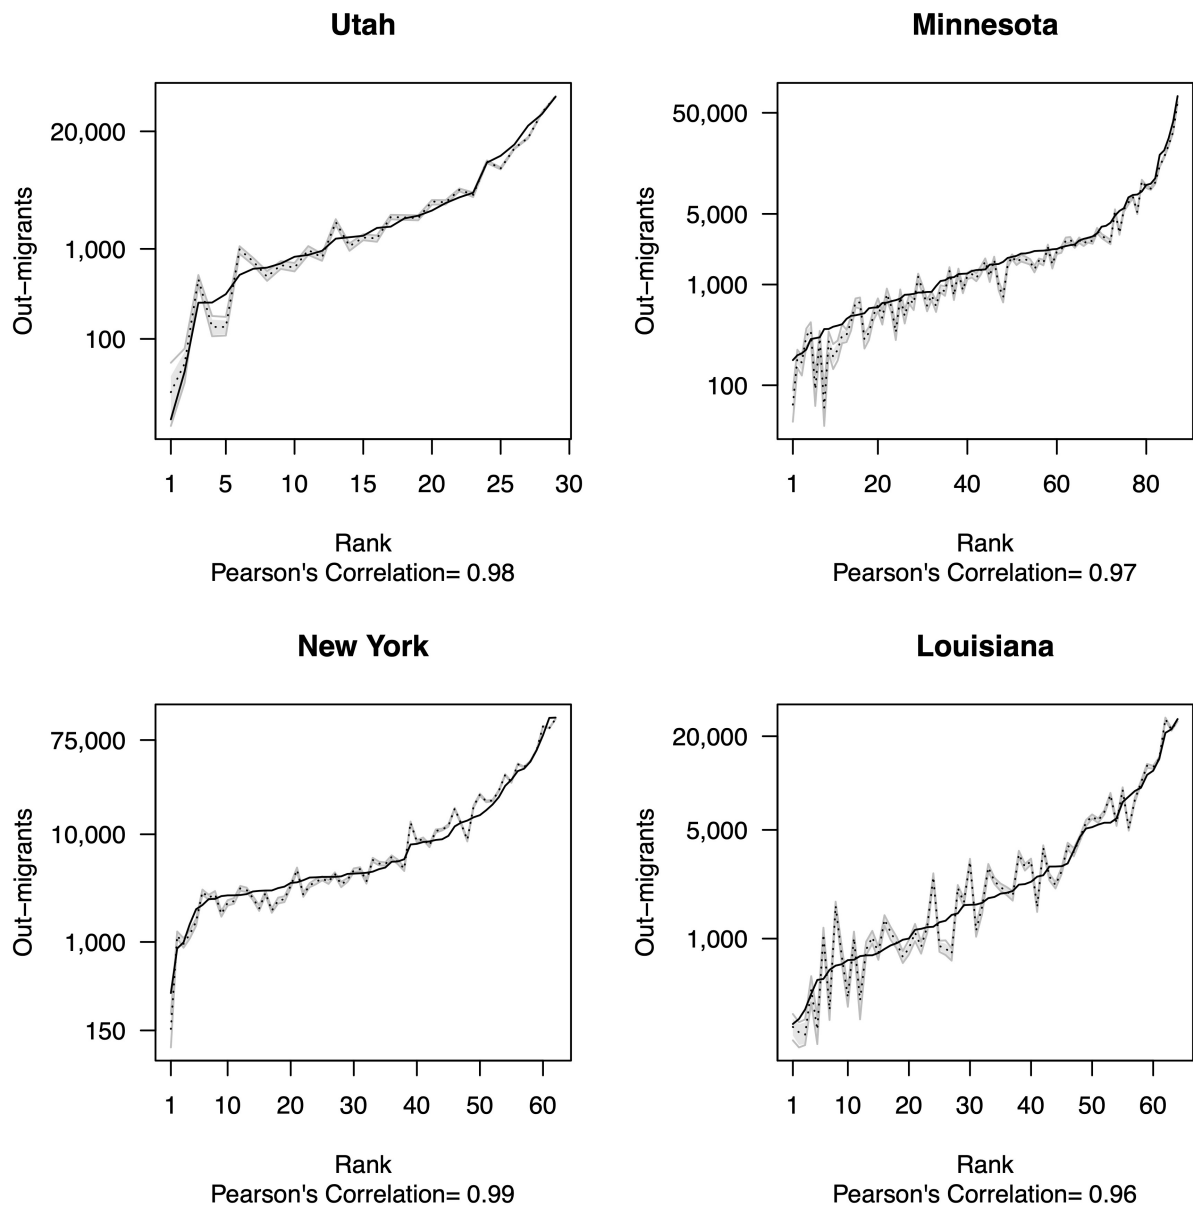 Utah
Out−migrants
20,000
1,000
100
1 5 10 15 20 25 30
Rank
Pearson's Correlation= 0.98
Minnesota
Out−migrants
50,000
5,000
1,000
100
1 20 40 60 80
Rank
Pearson's Correlation= 0.97
New York
Out−migrants
75,000
10,000
1,000
150
1 10 20 30 40 50 60
Rank
Pearson's Correlation= 0.99
Louisiana
Out−migrants
20,000
5,000
1,000
1 10 20 30 40 50 60
Rank
Pearson's Correlation= 0.96